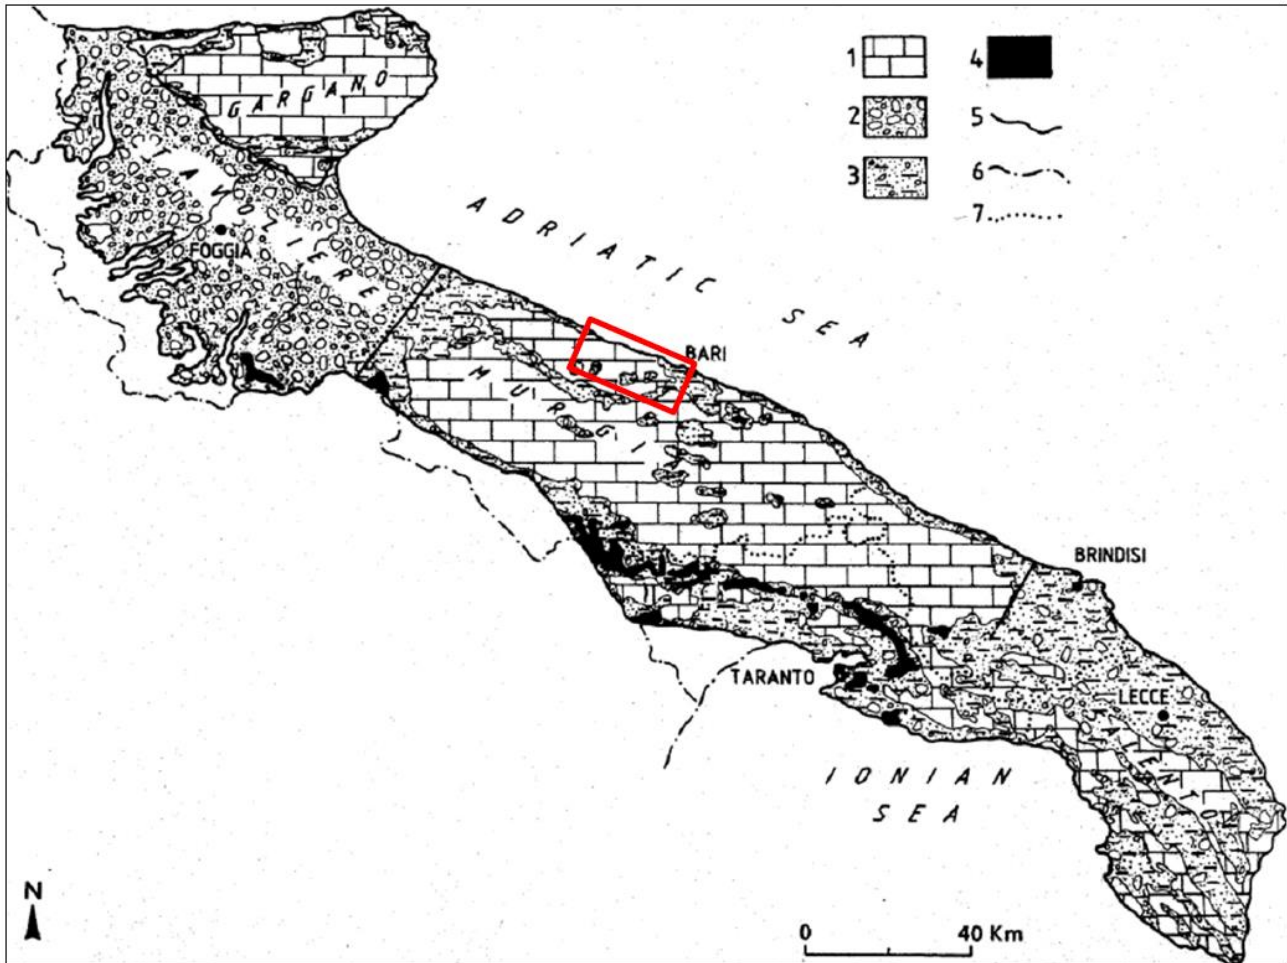 1
4
2
5
3
6
7
GARGANO
TAVOLIERE
FOGGIA
ADRIATIC SEA
BARI
MURGIA
BRINDISI
TARANTO
LECCE
IONIAN
SEA
N
0 40 Km